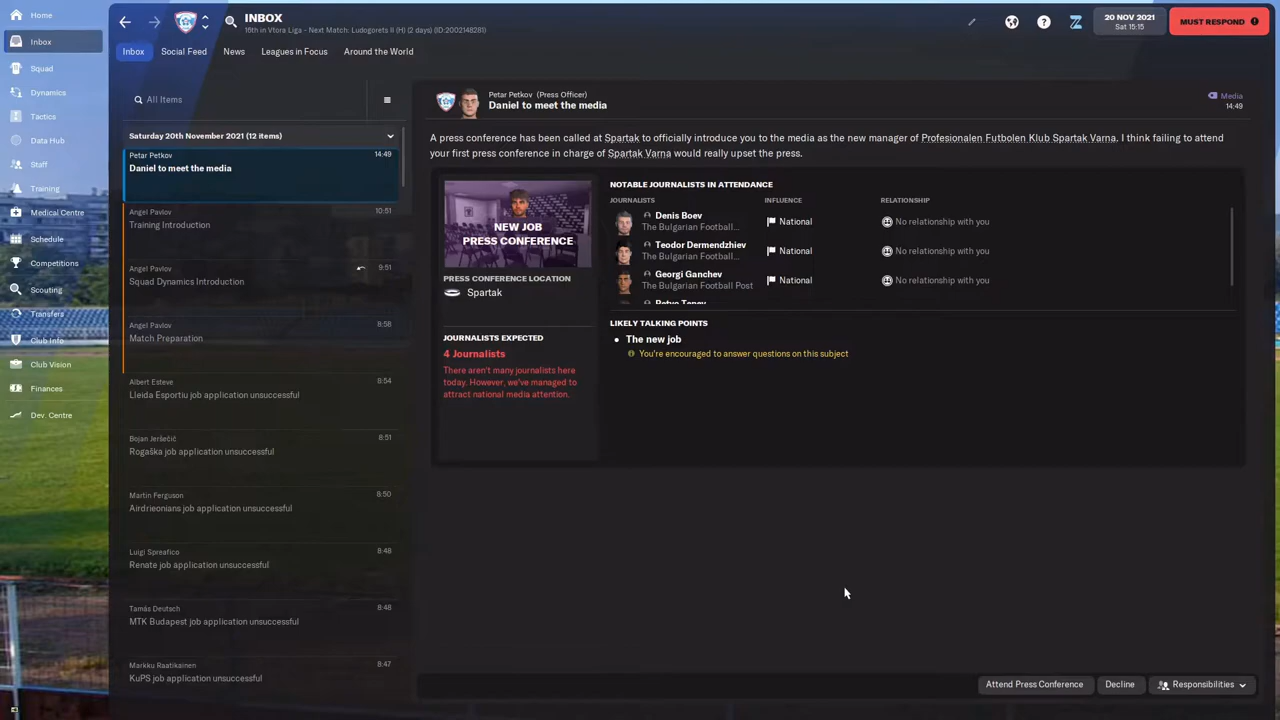 Home
Inbox
Squad
Dynamics
Tactics
Data Hub
Staff
Training
Medical Centre
Schedule
Competitions
Scouting
Transfers
Club Info
Club Vision
Finances
Dev. Centre
INBOX
16th in Vtora Liga - Next Match: Ludogorets II (H) (2 days) (ID:2002148281)
20 NOV 2021
Sat 15:15
MUST RESPOND
Inbox
Social Feed
News
Leagues in Focus
Around the World
All Items
Saturday 20th November 2021 (12 items)
Petar Petkov 14:49
Daniel to meet the media
Angel Pavlov 10:51
Training Introduction
Angel Pavlov 9:51
Squad Dynamics Introduction
Angel Pavlov 8:58
Match Preparation
Albert Esteve 8:54
Lleida Esportiu job application unsuccessful
Bojan Jeršečič 8:51
Rogaška job application unsuccessful
Martin Ferguson 8:50
Airdrieonians job application unsuccessful
Luigi Spreafico 8:48
Renate job application unsuccessful
Tamás Deutsch 8:48
MTK Budapest job application unsuccessful
Markku Raatikainen 8:47
KuPS job application unsuccessful
Petar Petkov (Press Officer)
Daniel to meet the media
Media
14:49
A press conference has been called at Spartak to officially introduce you to the media as the new manager of Profesionalen Futbolen Klub Spartak Varna. I think failing to attend
your first press conference in charge of Spartak Varna would really upset the press.
NEW JOB
PRESS CONFERENCE
PRESS CONFERENCE LOCATION
Spartak
JOURNALISTS EXPECTED
4 Journalists
There aren't many journalists here
today. However, we've managed to
attract national media attention.
NOTABLE JOURNALISTS IN ATTENDANCE
JOURNALISTS INFLUENCE RELATIONSHIP
Denis Boev
The Bulgarian Football...
National
No relationship with you
Teodor Dermendzhiev
The Bulgarian Football...
National
No relationship with you
Georgi Ganchev
The Bulgarian Football Post
National
No relationship with you
LIKELY TALKING POINTS
The new job
You're encouraged to answer questions on this subject
Attend Press Conference
Decline
Responsibilities